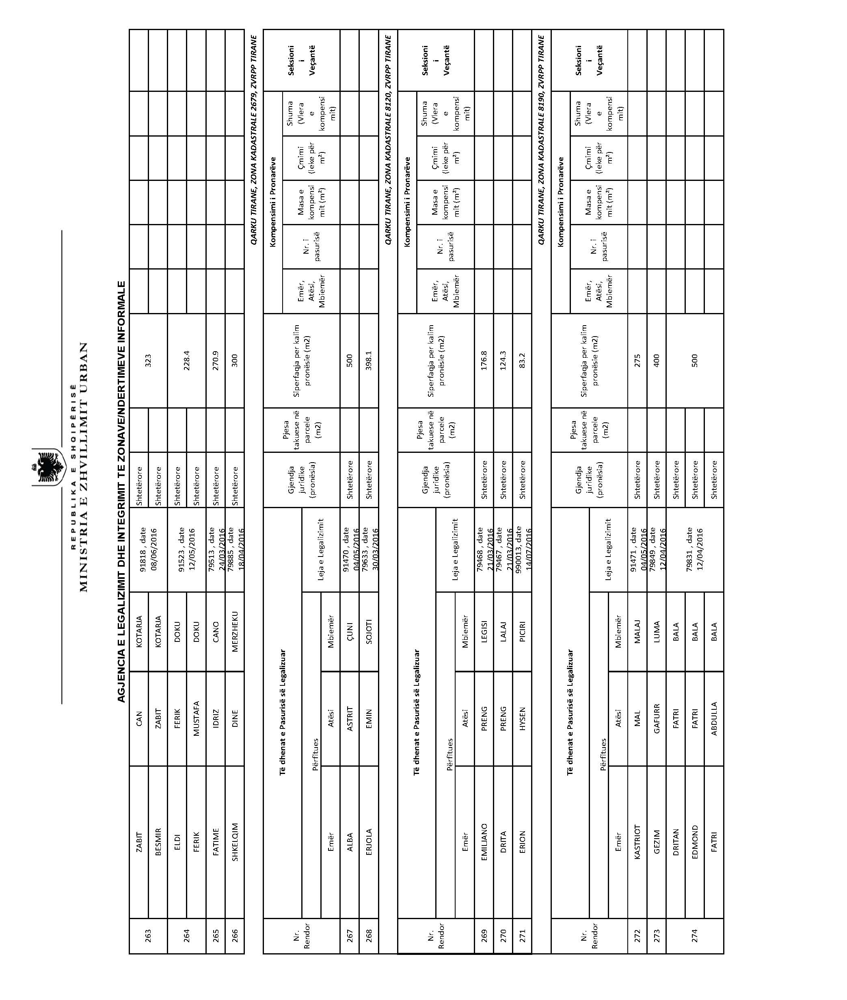 REPUBLIKA E SHQIPËRISË
MINISTRIA E ZHVILLIMIT URBAN
AGJENCIA E LEGALIZIMIT DHE INTEGRIMIT TE ZONAVE/NDERTIMEVE INFORMALE
263 ZABIT CAN KOTARJA 91818 , date 08/06/2016 Shtetërore 323
BESMIR ZABIT KOTARJA Shtetërore
264 ELDI FERIK DOKU 91523 , date 12/05/2016 Shtetërore 228.4
FERIK MUSTAFA DOKU Shtetërore
265 FATIME IDRIZ CANO 79513 , date 24/03/2016 Shtetërore 270.9
266 SHKELQIM DINE MERZHEKU 79885 , date 18/04/2016 Shtetërore 300
QARKU TIRANE, ZONA KADASTRALE 2679, ZVRPP TIRANE
Nr. Rendor Të dhenat e Pasurisë së Legalizuar Gjendja juridike (pronësia) Pjesa takuese në parcele (m2) Siperfaqja per kalim pronësie (m2) Kompensimi i Pronarëve Seksioni i Veçantë
Përfitues Leja e Legalizimit Emër, Atësi, Mbiemër Nr. i pasurisë Masa e kompensi mit (m²) Çmimi (leke për m²) Shuma (Vlera e kompensi mit)
Emër Atësi Mbiemër
267 ALBA ASTRIT ÇUNI 91470 , date 04/05/2016 Shtetërore 500
268 ERJOLA EMIN SOJOTI 79633 , date 30/03/2016 Shtetërore 398.1
QARKU TIRANE, ZONA KADASTRALE 8120, ZVRPP TIRANE
Nr. Rendor Të dhenat e Pasurisë së Legalizuar Gjendja juridike (pronësia) Pjesa takuese në parcele (m2) Siperfaqja per kalim pronësie (m2) Kompensimi i Pronarëve Seksioni i Veçantë
Përfitues Leja e Legalizimit Emër, Atësi, Mbiemër Nr. i pasurisë Masa e kompensi mit (m²) Çmimi (leke për m²) Shuma (Vlera e kompensi mit)
Emër Atësi Mbiemër
269 EMILJANO PRENG LEGISI 79468 , date 21/03/2016 Shtetërore 176.8
270 DRITA PRENG LALAJ 79467 , date 21/03/2016 Shtetërore 124.3
271 ERION HYSEN PICIRI 990013, date 14/07/2016 Shtetërore 83.2
QARKU TIRANE, ZONA KADASTRALE 8190, ZVRPP TIRANE
Nr. Rendor Të dhenat e Pasurisë së Legalizuar Gjendja juridike (pronësia) Pjesa takuese në parcele (m2) Siperfaqja per kalim pronësie (m2) Kompensimi i Pronarëve Seksioni i Veçantë
Përfitues Leja e Legalizimit Emër, Atësi, Mbiemër Nr. i pasurisë Masa e kompensi mit (m²) Çmimi (leke për m²) Shuma (Vlera e kompensi mit)
Emër Atësi Mbiemër
272 KASTRIOT MAL MALAJ 91471 , date 04/05/2016 Shtetërore 275
273 GEZIM GAFURR LUMA 79849 , date 12/04/2016 Shtetërore 400
274 DRITAN FATRI BALA 79831 , date 12/04/2016 Shtetërore 500
EDMOND FATRI BALA Shtetërore
FATRI ABDULLA BALA Shtetërore